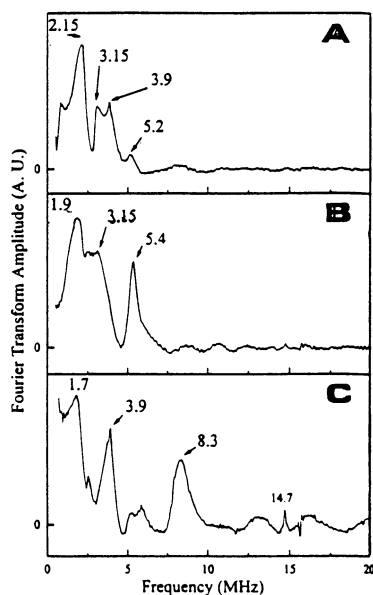 2.15
A
3.15
3.9
5.2
0
1.9
B
3.15
5.4
0
1.7
C
3.9
8.3
14.7
0
0 5 10 15 20
Frequency (MHz)
Fourier Transform Amplitude (A. U.)